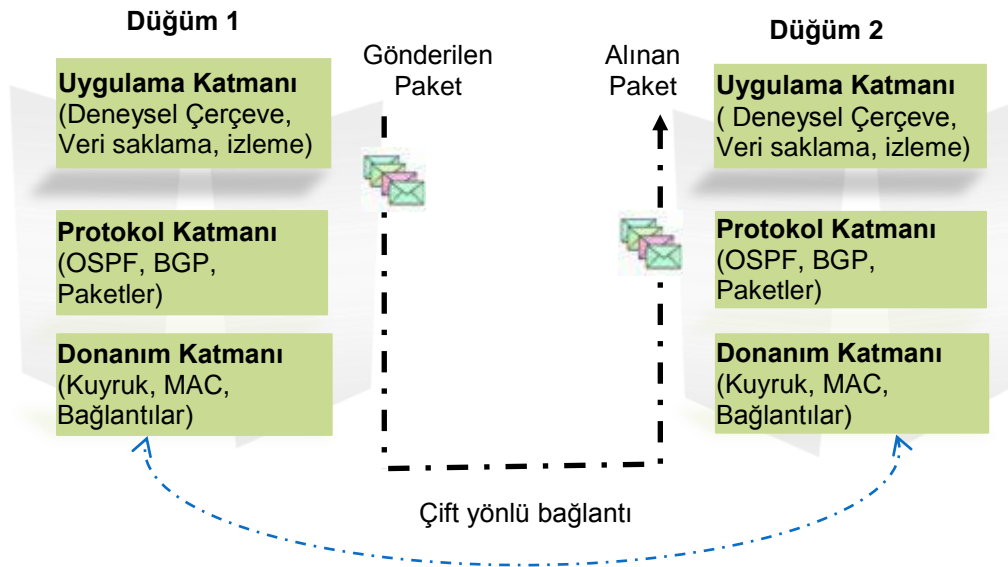 Düğüm 1
Uygulama Katmanı
(Deneysel Çerçeve,
Veri saklama, izleme)
Protokol Katmanı
(OSPF, BGP,
Paketler)
Donanım Katmanı
(Kuyruk, MAC,
Bağlantılar)
Gönderilen
Paket
Alınan
Paket
Çift yönlü bağlantı
Düğüm 2
Uygulama Katmanı
( Deneysel Çerçeve,
Veri saklama, izleme)
Protokol Katmanı
(OSPF, BGP,
Paketler)
Donanım Katmanı
(Kuyruk, MAC,
Bağlantılar)